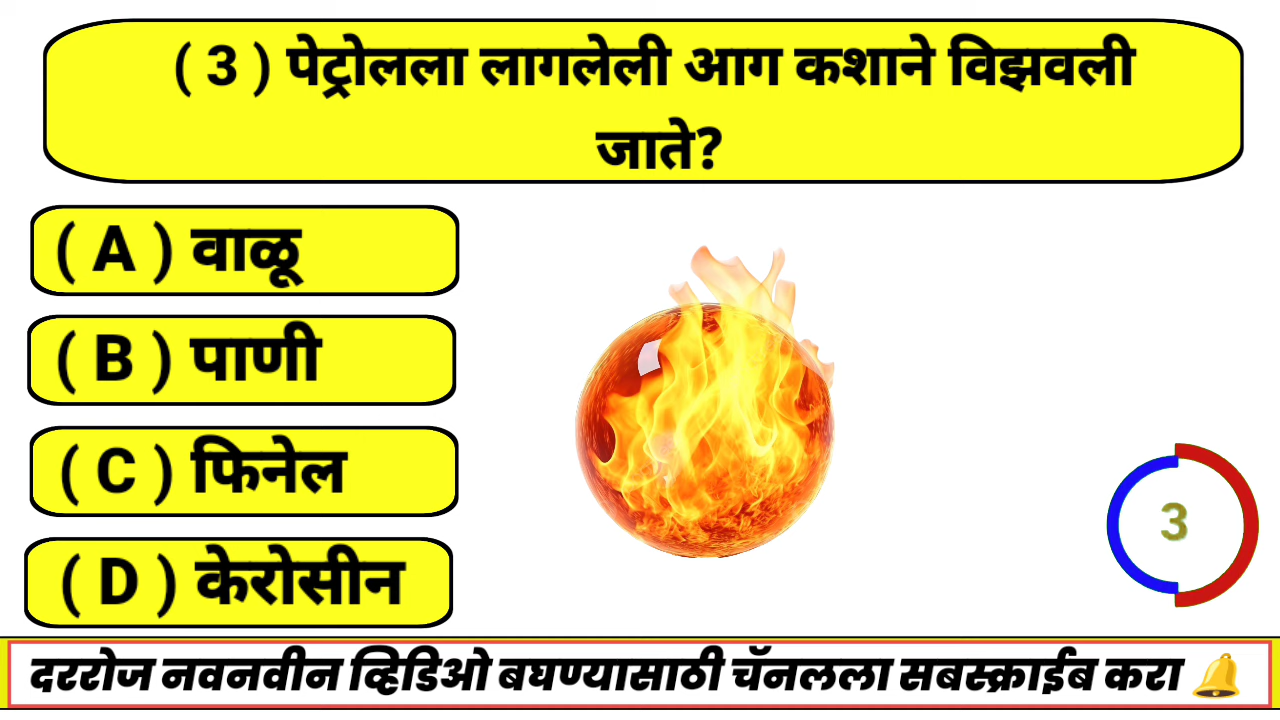 ( 3 ) पेट्रोलला लागलेली आग कशाने विझवली
जाते?
( A ) वाळू
( B ) पाणी
( C ) फिनेल
( D ) केरोसीन
3
दररोज नवनवीन व्हिडिओ बघण्यासाठी चॅनलला सबस्क्राईब करा 🔔